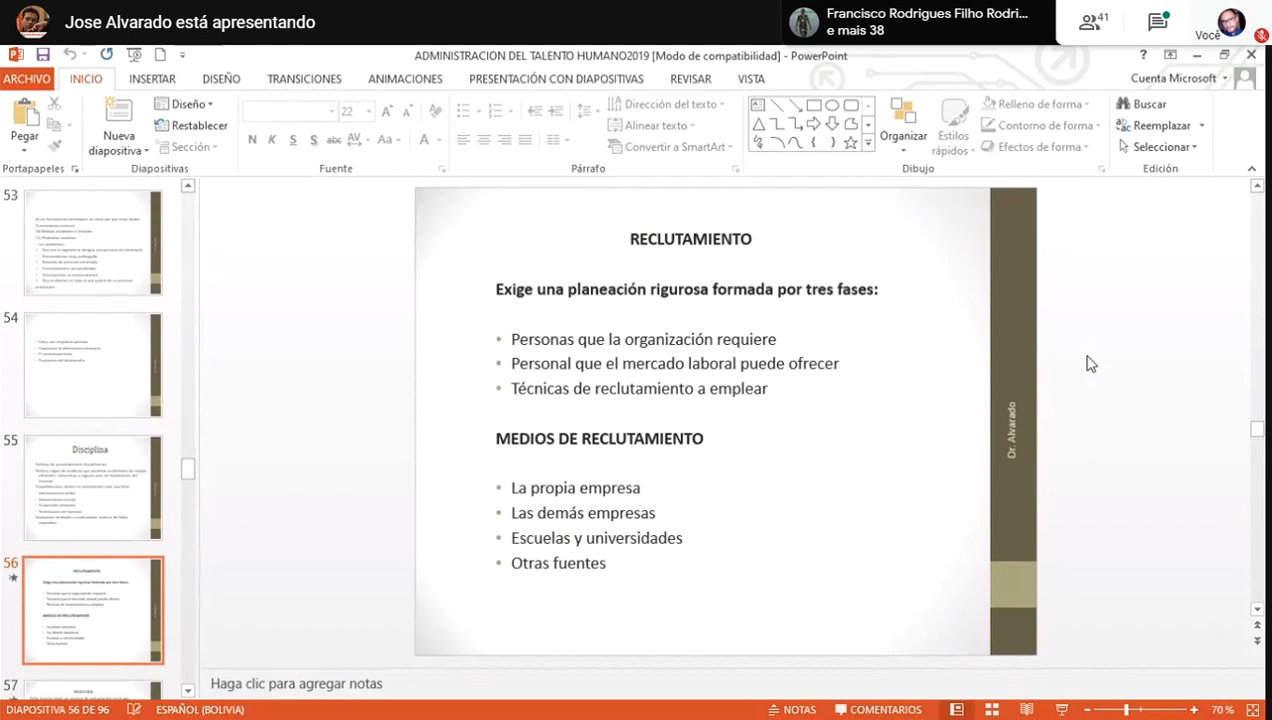 Jose Alvarado está apresentando
Francisco Rodrigues Filho Rodri...
e mais 38
41
Você
ADMINISTRACION DEL TALENTO HUMANO2019 [Modo de compatibilidad] - PowerPoint
ARCHIVO INICIO INSERTAR DISEÑO TRANSICIONES ANIMACIONES PRESENTACIÓN CON DIAPOSITIVAS REVISAR VISTA Cuenta Microsoft
Pegar
Nueva diapositiva
Diseño
Restablecer
Sección
22
N K S S abc AV Aa A
Dirección del texto
Alinear texto
Convertir a SmartArt
Organizar
Estilos rápidos
Relleno de forma
Contorno de forma
Efectos de forma
Buscar
Reemplazar
Seleccionar
Portapapeles Diapositivas Fuente Párrafo Dibujo Edición
53
54
55
Disciplina
56
57
RECLUTAMIENTO
Exige una planeación rigurosa formada por tres fases:
• Personas que la organización requiere
• Personal que el mercado laboral puede ofrecer
• Técnicas de reclutamiento a emplear
MEDIOS DE RECLUTAMIENTO
• La propia empresa
• Las demás empresas
• Escuelas y universidades
• Otras fuentes
Dr. Alvarado
Haga clic para agregar notas
DIAPOSITIVA 56 DE 96 ESPAÑOL (BOLIVIA) NOTAS COMENTARIOS 70 %